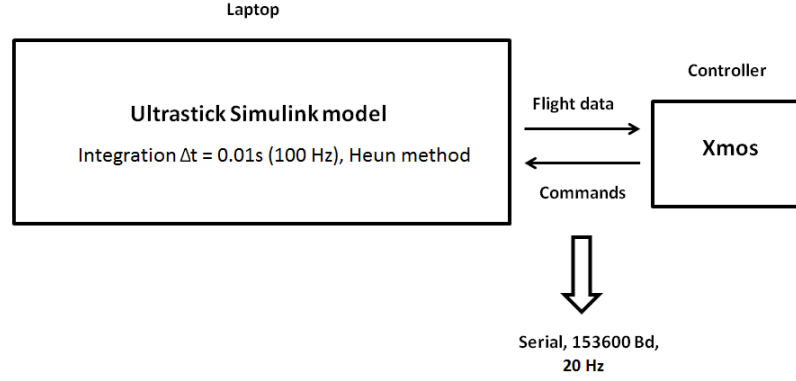 Laptop
Controller
Ultrastick Simulink model
Integration Δt = 0.01s (100 Hz), Heun method
Flight data
Xmos
Commands
Serial, 153600 Bd,
20 Hz